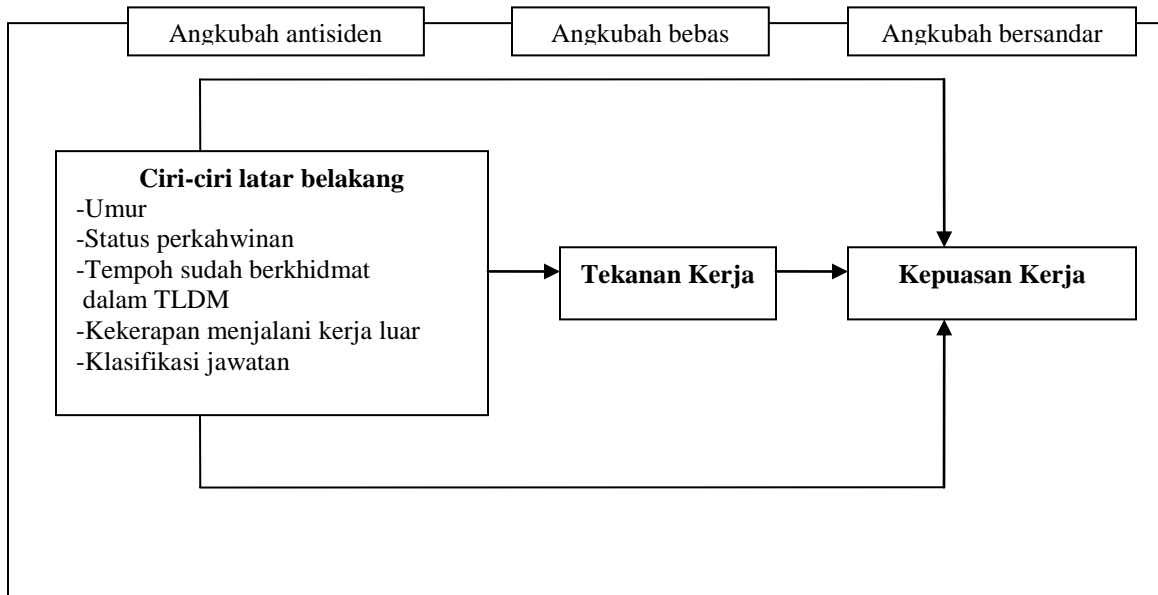 Angkubah antisiden
Angkubah bebas
Angkubah bersandar
Ciri-ciri latar belakang
-Umur
-Status perkahwinan
-Tempoh sudah berkhidmat
dalam TLDM
-Kekerapan menjalani kerja luar
-Klasifikasi jawatan
Tekanan Kerja
Kepuasan Kerja